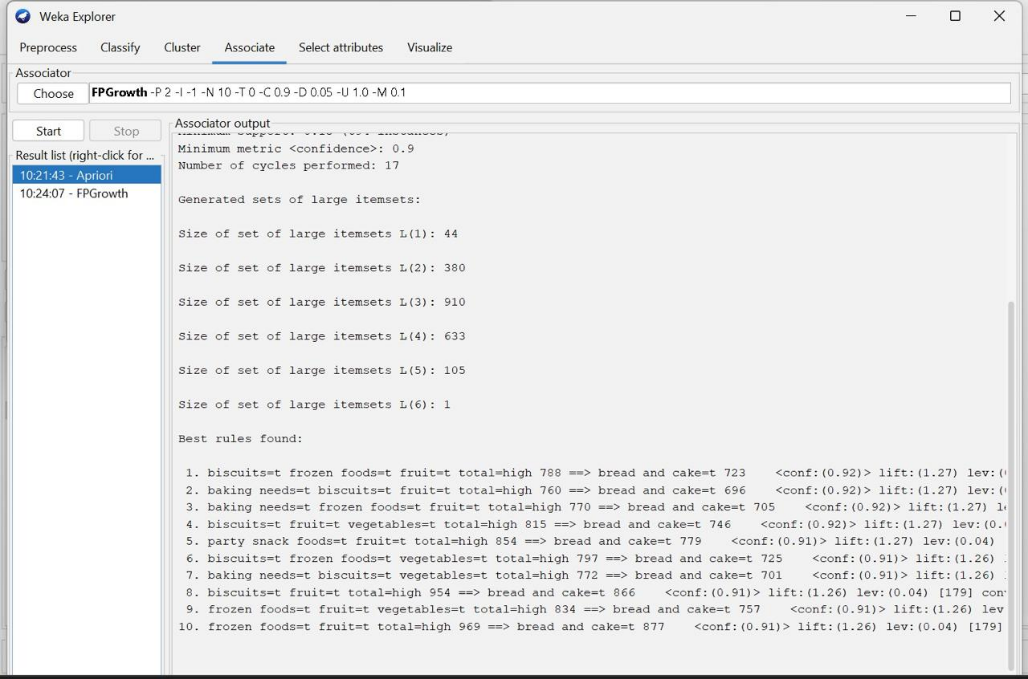 Weka Explorer
Preprocess Classify Cluster Associate Select attributes Visualize
Associator
Choose FPGrowth -P 2 -I -1 -N 10 -T 0 -C 0.9 -D 0.05 -U 1.0 -M 0.1
Start Stop
Result list (right-click for ...
10:21:43 - Apriori
10:24:07 - FPGrowth
Associator output
Minimum metric <confidence>: 0.9
Number of cycles performed: 17
Generated sets of large itemsets:
Size of set of large itemsets L(1): 44
Size of set of large itemsets L(2): 380
Size of set of large itemsets L(3): 910
Size of set of large itemsets L(4): 633
Size of set of large itemsets L(5): 105
Size of set of large itemsets L(6): 1
Best rules found:
1. biscuits=t frozen foods=t fruit=t total=high 788 ==> bread and cake=t 723 <conf:(0.92)> lift:(1.27) lev:(
2. baking needs=t biscuits=t fruit=t total=high 760 ==> bread and cake=t 696 <conf:(0.92)> lift:(1.27) lev:(
3. baking needs=t frozen foods=t fruit=t total=high 770 ==> bread and cake=t 705 <conf:(0.92)> lift:(1.27)
4. biscuits=t fruit=t vegetables=t total=high 815 ==> bread and cake=t 746 <conf:(0.92)> lift:(1.27) lev:(0.
5. party snack foods=t fruit=t total=high 854 ==> bread and cake=t 779 <conf:(0.91)> lift:(1.27) lev:(0.04)
6. biscuits=t frozen foods=t vegetables=t total=high 797 ==> bread and cake=t 725 <conf:(0.91)> lift:(1.26)
7. baking needs=t biscuits=t vegetables=t total=high 772 ==> bread and cake=t 701 <conf:(0.91)> lift:(1.26)
8. biscuits=t fruit=t total=high 954 ==> bread and cake=t 866 <conf:(0.91)> lift:(1.26) lev:(0.04) [179] con
9. frozen foods=t fruit=t vegetables=t total=high 834 ==> bread and cake=t 757 <conf:(0.91)> lift:(1.26) lev
10. frozen foods=t fruit=t total=high 969 ==> bread and cake=t 877 <conf:(0.91)> lift:(1.26) lev:(0.04) [179]